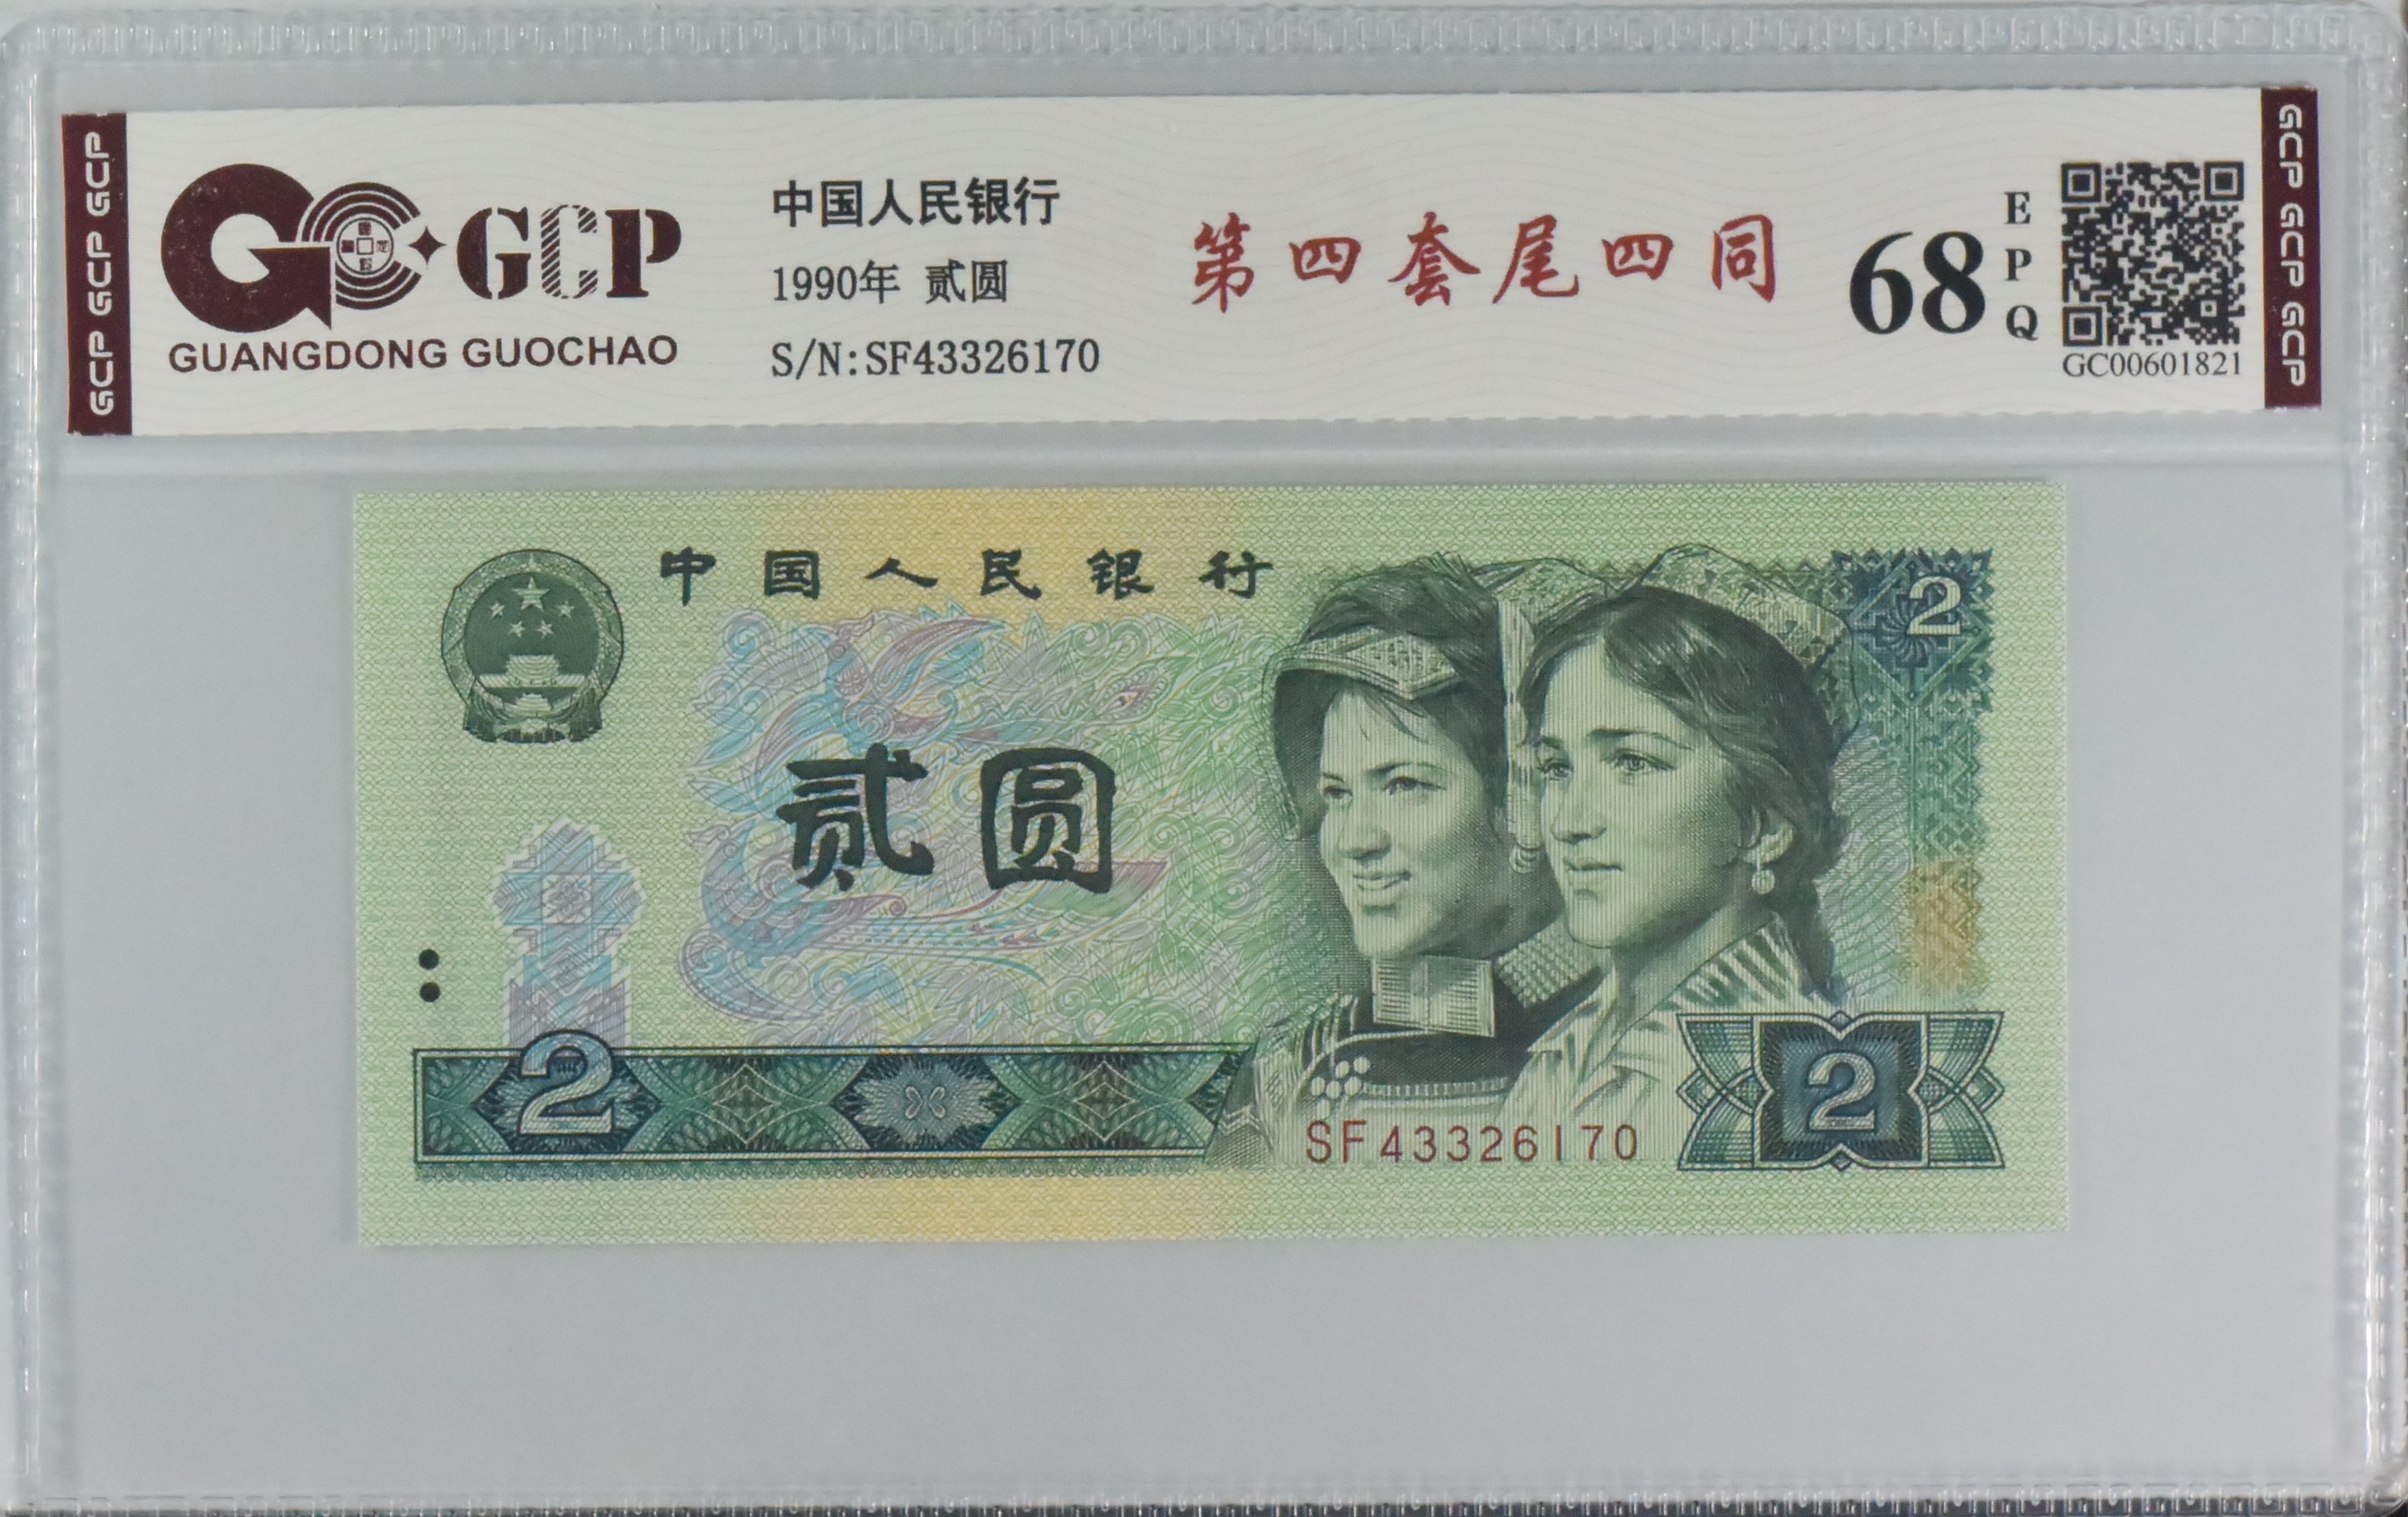 GCP GCP GCP
GCP
GUANGDONG GUOCHAO
中国人民银行
1990年 贰圆
S/N:SF43326170
第四套尾四同
68
EPQ
GC00601821
GCP GCP GCP
中国人民银行
2
贰圆
2
2
SF43326170